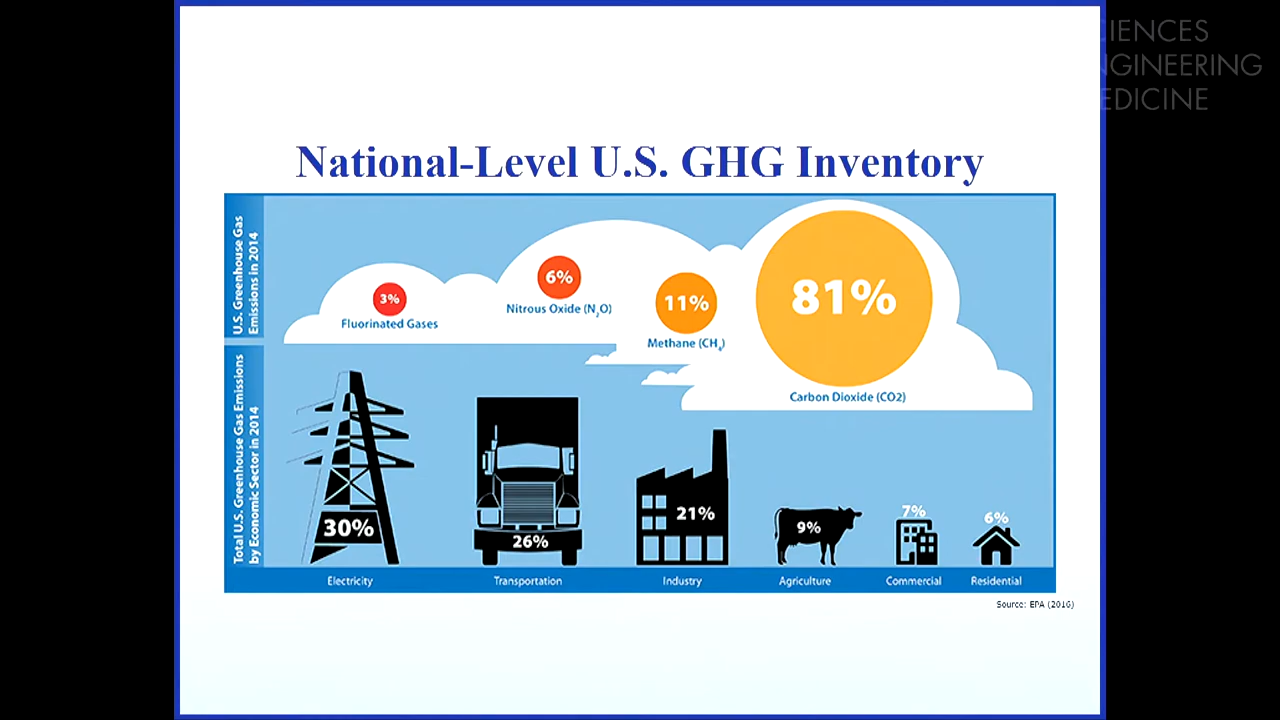 IENCES
NGINEERING
EDICINE
National-Level U.S. GHG Inventory
U.S. Greenhouse Gas
Emissions in 2014
3%
Fluorinated Gases
6%
Nitrous Oxide (N₂O)
11%
Methane (CH₄)
81%
Carbon Dioxide (CO2)
Total U.S. Greenhouse Gas Emissions
by Economic Sector in 2014
30%
26%
21%
9%
7%
6%
Electricity
Transportation
Industry
Agriculture
Commercial
Residential
Source: EPA (2016)